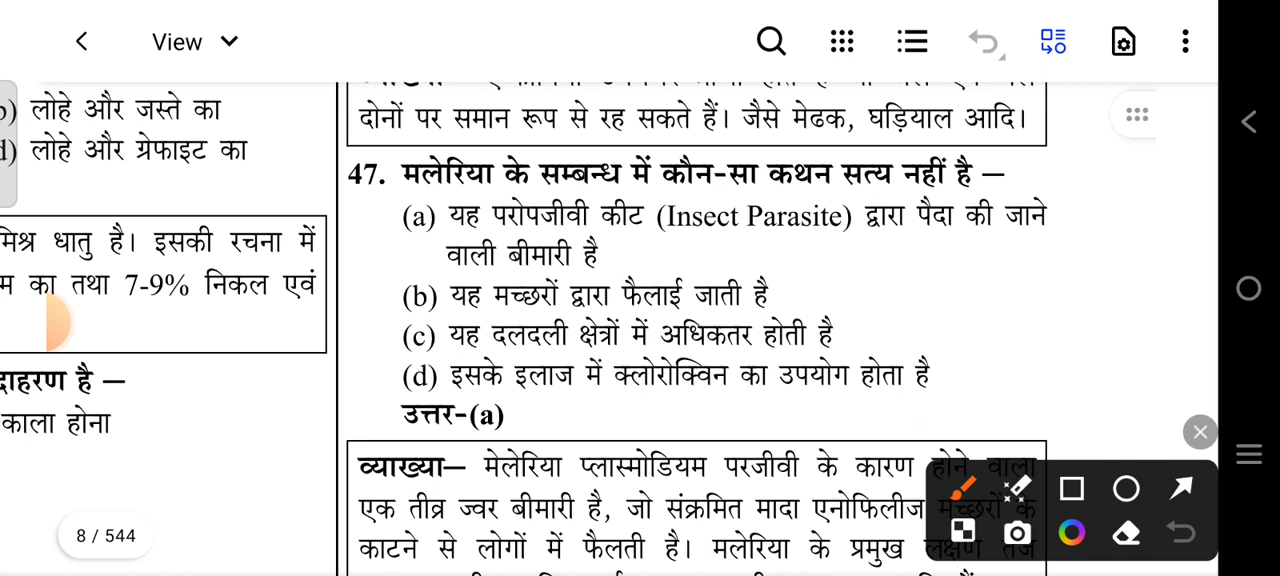 View
b) लोहे और जस्ते का
d) लोहे और ग्रेफाइट का
मिश्र धातु है। इसकी रचना में
म का तथा 7-9% निकल एवं
दाहरण है —
काला होना
8 / 544
दोनों पर समान रूप से रह सकते हैं। जैसे मेढक, घड़ियाल आदि।
47. मलेरिया के सम्बन्ध में कौन-सा कथन सत्य नहीं है —
(a) यह परोपजीवी कीट (Insect Parasite) द्वारा पैदा की जाने
वाली बीमारी है
(b) यह मच्छरों द्वारा फैलाई जाती है
(c) यह दलदली क्षेत्रों में अधिकतर होती है
(d) इसके इलाज में क्लोरोक्विन का उपयोग होता है
उत्तर-(a)
व्याख्या— मेलेरिया प्लास्मोडियम परजीवी के कारण होने वाला
एक तीव्र ज्वर बीमारी है, जो संक्रमित मादा एनोफिलीज मच्छरों के
काटने से लोगों में फैलती है। मलेरिया के प्रमुख लक्षण तेज